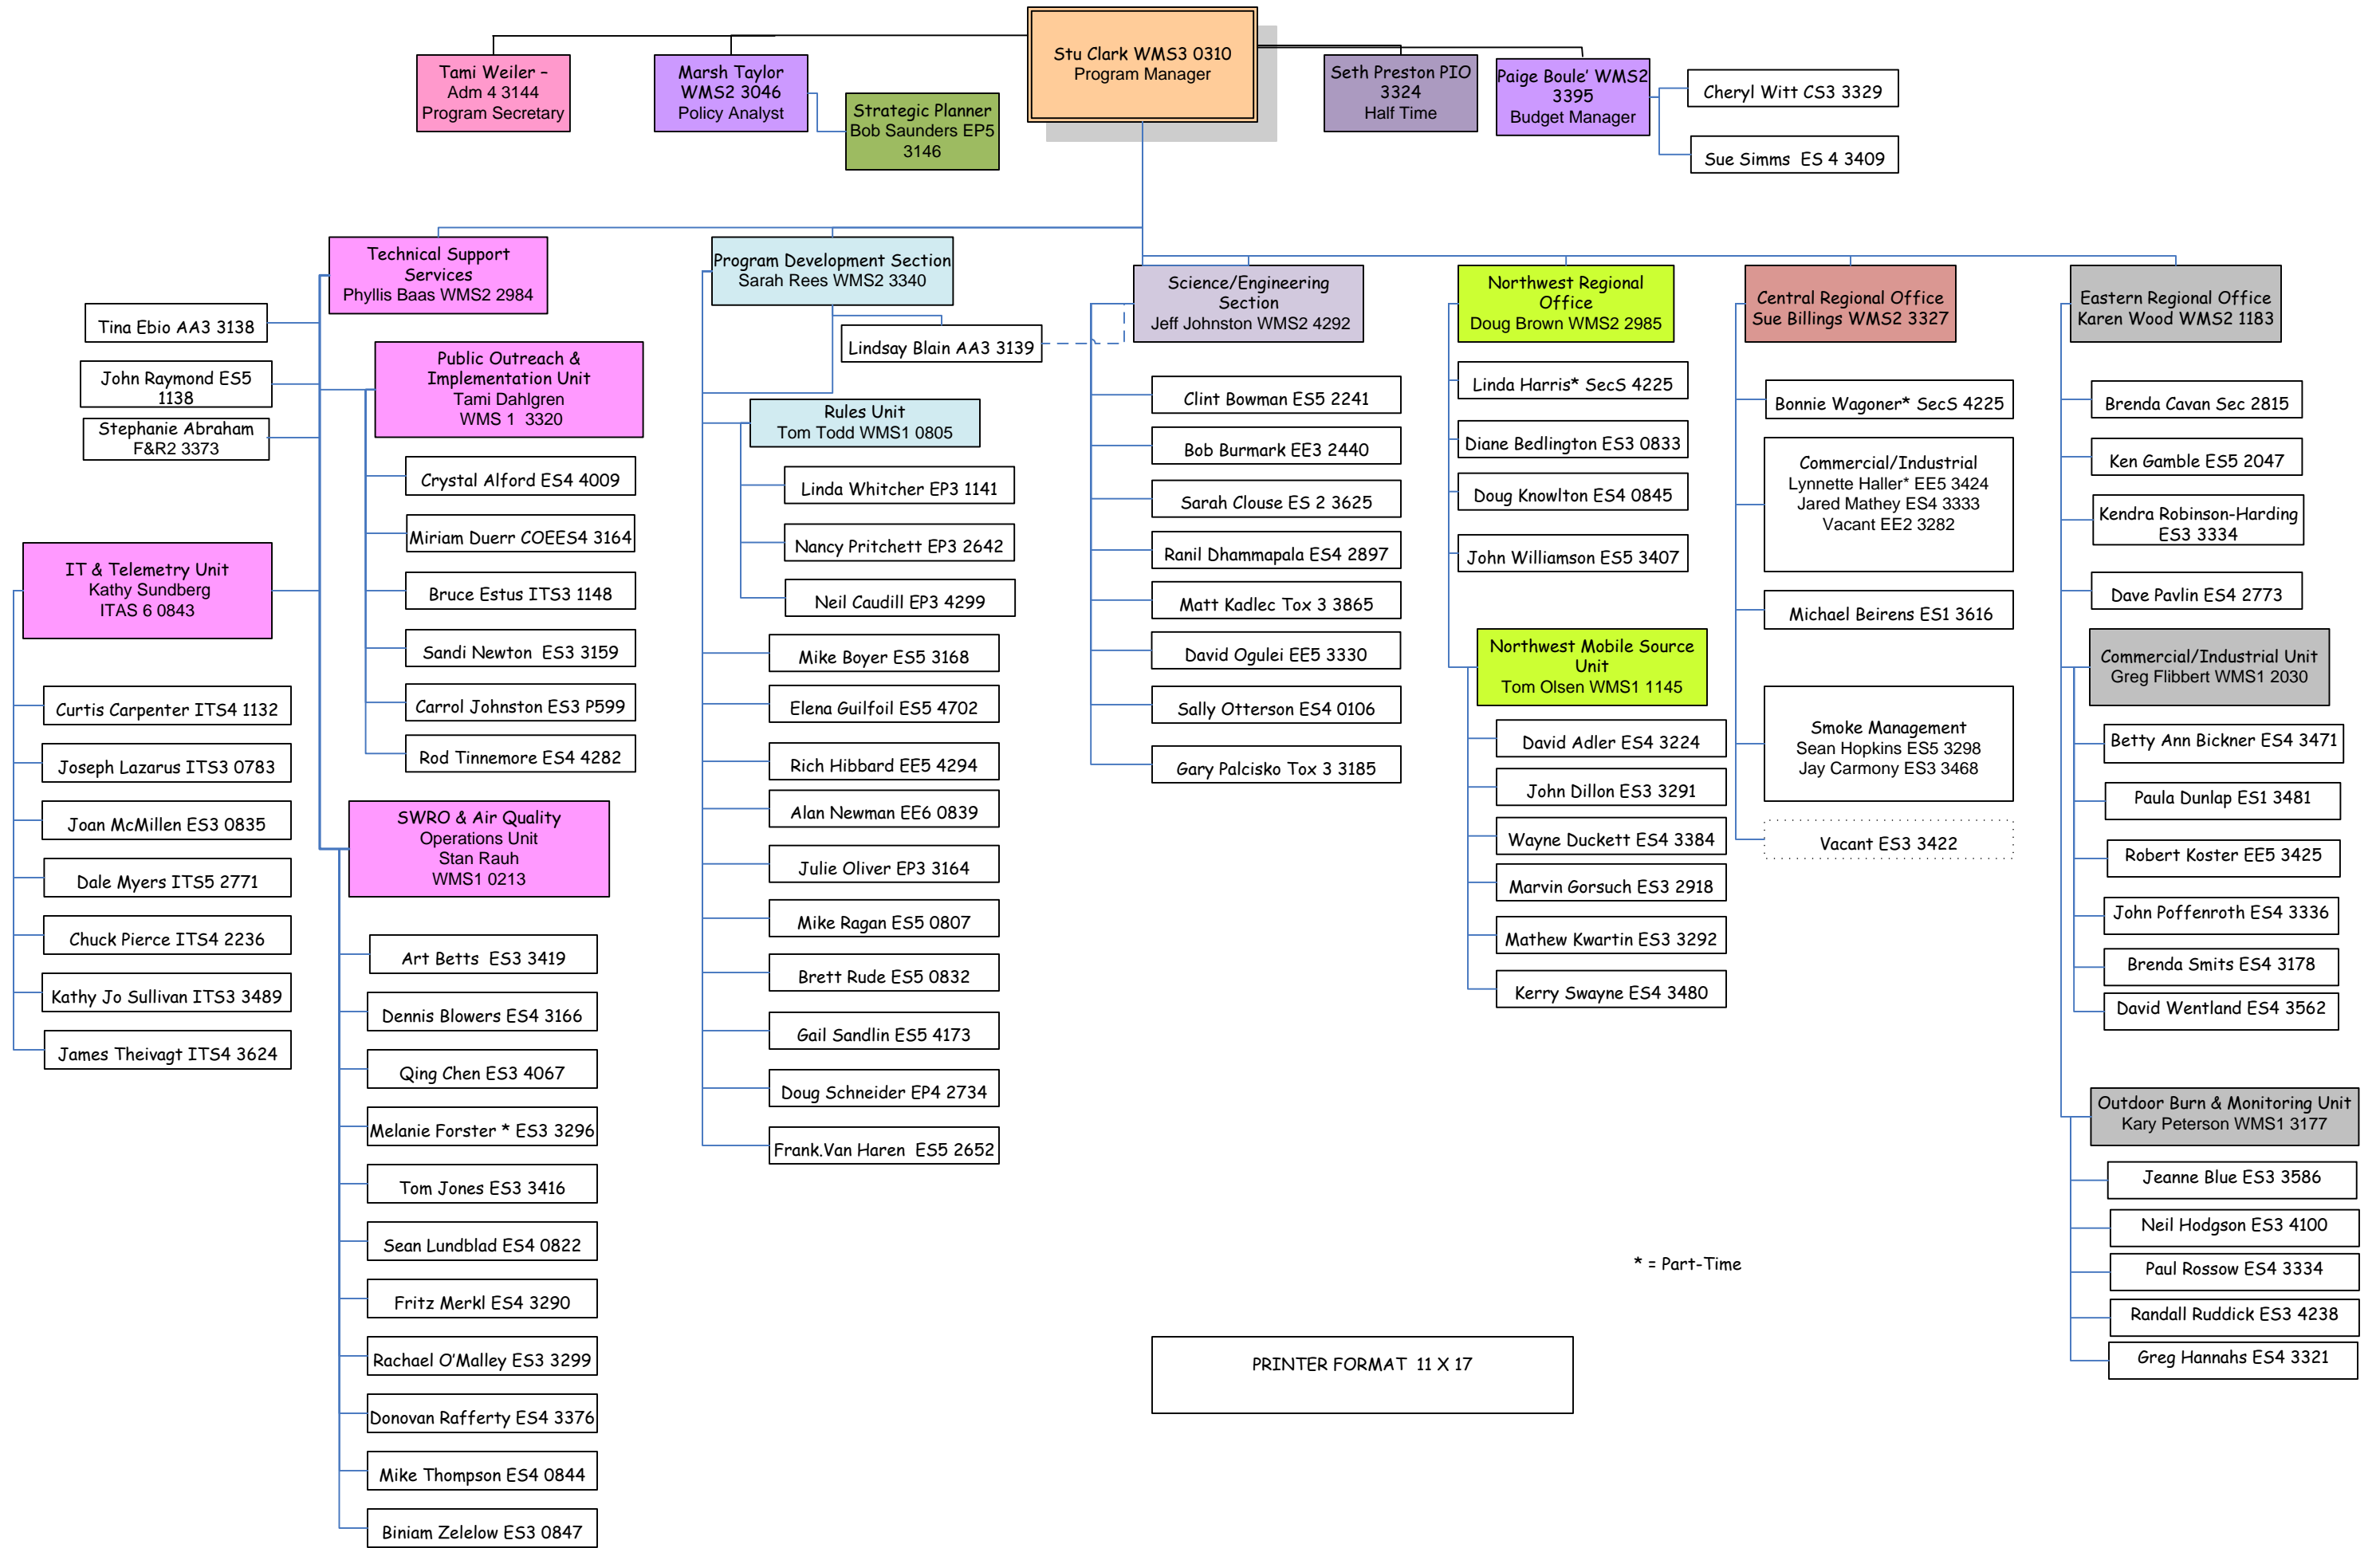 Stu Clark WMS3 0310
Program Manager
Tami Weiler –
Adm 4 3144
Program Secretary
Marsh Taylor
WMS2 3046
Policy Analyst
Strategic Planner
Bob Saunders EP5
3146
Seth Preston PIO
3324
Half Time
Paige Boule' WMS2
3395
Budget Manager
Cheryl Witt CS3 3329
Sue Simms  ES 4 3409
Technical Support
Services
Phyllis Baas WMS2 2984
Tina Ebio AA3 3138
John Raymond ES5
1138
Stephanie Abraham
F&R2 3373
IT & Telemetry Unit
Kathy Sundberg
ITAS 6 0843
Curtis Carpenter ITS4 1132
Joseph Lazarus ITS3 0783
Joan McMillen ES3 0835
Dale Myers ITS5 2771
Chuck Pierce ITS4 2236
Kathy Jo Sullivan ITS3 3489
James Theivagt ITS4 3624
Public Outreach &
Implementation Unit
Tami Dahlgren
WMS 1  3320
Crystal Alford ES4 4009
Miriam Duerr COEES4 3164
Bruce Estus ITS3 1148
Sandi Newton  ES3 3159
Carrol Johnston ES3 P599
Rod Tinnemore ES4 4282
SWRO & Air Quality
Operations Unit
Stan Rauh
WMS1 0213
Art Betts  ES3 3419
Dennis Blowers ES4 3166
Qing Chen ES3 4067
Melanie Forster * ES3 3296
Tom Jones ES3 3416
Sean Lundblad ES4 0822
Fritz Merkl ES4 3290
Rachael O'Malley ES3 3299
Donovan Rafferty ES4 3376
Mike Thompson ES4 0844
Biniam Zelelow ES3 0847
Program Development Section
Sarah Rees WMS2 3340
Lindsay Blain AA3 3139
Rules Unit
Tom Todd WMS1 0805
Linda Whitcher EP3 1141
Nancy Pritchett EP3 2642
Neil Caudill EP3 4299
Mike Boyer ES5 3168
Elena Guilfoil ES5 4702
Rich Hibbard EE5 4294
Alan Newman EE6 0839
Julie Oliver EP3 3164
Mike Ragan ES5 0807
Brett Rude ES5 0832
Gail Sandlin ES5 4173
Doug Schneider EP4 2734
Frank.Van Haren  ES5 2652
Science/Engineering
Section
Jeff Johnston WMS2 4292
Clint Bowman ES5 2241
Bob Burmark EE3 2440
Sarah Clouse ES 2 3625
Ranil Dhammapala ES4 2897
Matt Kadlec Tox 3 3865
David Ogulei EE5 3330
Sally Otterson ES4 0106
Gary Palcisko Tox 3 3185
Northwest Regional
Office
Doug Brown WMS2 2985
Linda Harris* SecS 4225
Diane Bedlington ES3 0833
Doug Knowlton ES4 0845
John Williamson ES5 3407
Northwest Mobile Source
Unit
Tom Olsen WMS1 1145
David Adler ES4 3224
John Dillon ES3 3291
Wayne Duckett ES4 3384
Marvin Gorsuch ES3 2918
Mathew Kwartin ES3 3292
Kerry Swayne ES4 3480
Central Regional Office
Sue Billings WMS2 3327
Bonnie Wagoner* SecS 4225
Commercial/Industrial
Lynnette Haller* EE5 3424
Jared Mathey ES4 3333
Vacant EE2 3282
Michael Beirens ES1 3616
Smoke Management
Sean Hopkins ES5 3298
Jay Carmony ES3 3468
Vacant ES3 3422
Eastern Regional Office
Karen Wood WMS2 1183
Brenda Cavan Sec 2815
Ken Gamble ES5 2047
Kendra Robinson-Harding
ES3 3334
Dave Pavlin ES4 2773
Commercial/Industrial Unit
Greg Flibbert WMS1 2030
Betty Ann Bickner ES4 3471
Paula Dunlap ES1 3481
Robert Koster EE5 3425
John Poffenroth ES4 3336
Brenda Smits ES4 3178
David Wentland ES4 3562
Outdoor Burn & Monitoring Unit
Kary Peterson WMS1 3177
Jeanne Blue ES3 3586
Neil Hodgson ES3 4100
Paul Rossow ES4 3334
Randall Ruddick ES3 4238
Greg Hannahs ES4 3321
* = Part-Time
PRINTER FORMAT  11 X 17